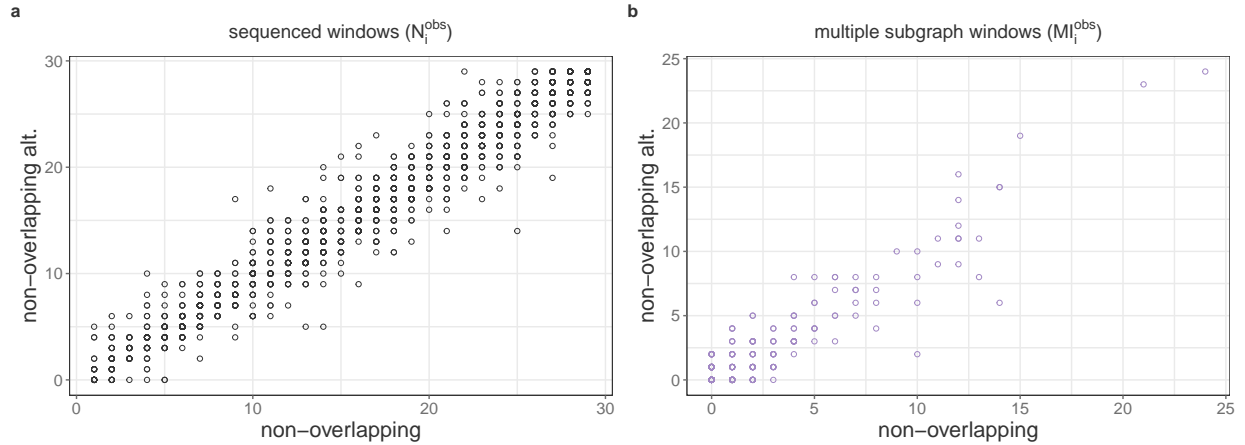 a
sequenced windows (N_i^obs)
non−overlapping alt.
30
20
10
0
0 10 20 30
non−overlapping
b
multiple subgraph windows (MI_i^obs)
non−overlapping alt.
25
20
15
10
5
0
0 5 10 15 20 25
non−overlapping